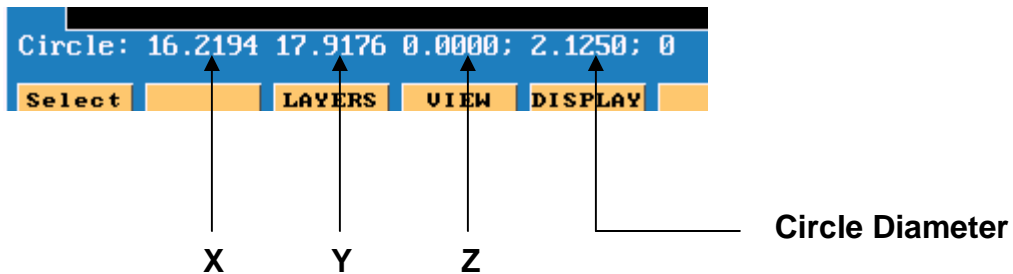 Circle: 16.2194 17.9176 0.0000; 2.1250; 0
Select LAYERS VIEW DISPLAY
Circle Diameter
X Y Z